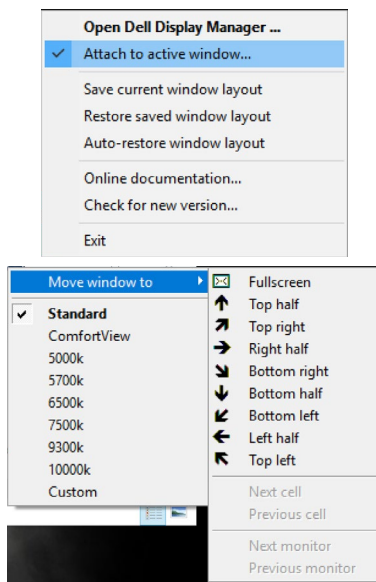 Open Dell Display Manager ...
Attach to active window...
Save current window layout
Restore saved window layout
Auto-restore window layout
Online documentation...
Check for new version...
Exit
Move window to
Standard
ComfortView
5000k
5700k
6500k
7500k
9300k
10000k
Custom
Fullscreen
Top half
Top right
Right half
Bottom right
Bottom half
Bottom left
Left half
Top left
Next cell
Previous cell
Next monitor
Previous monitor